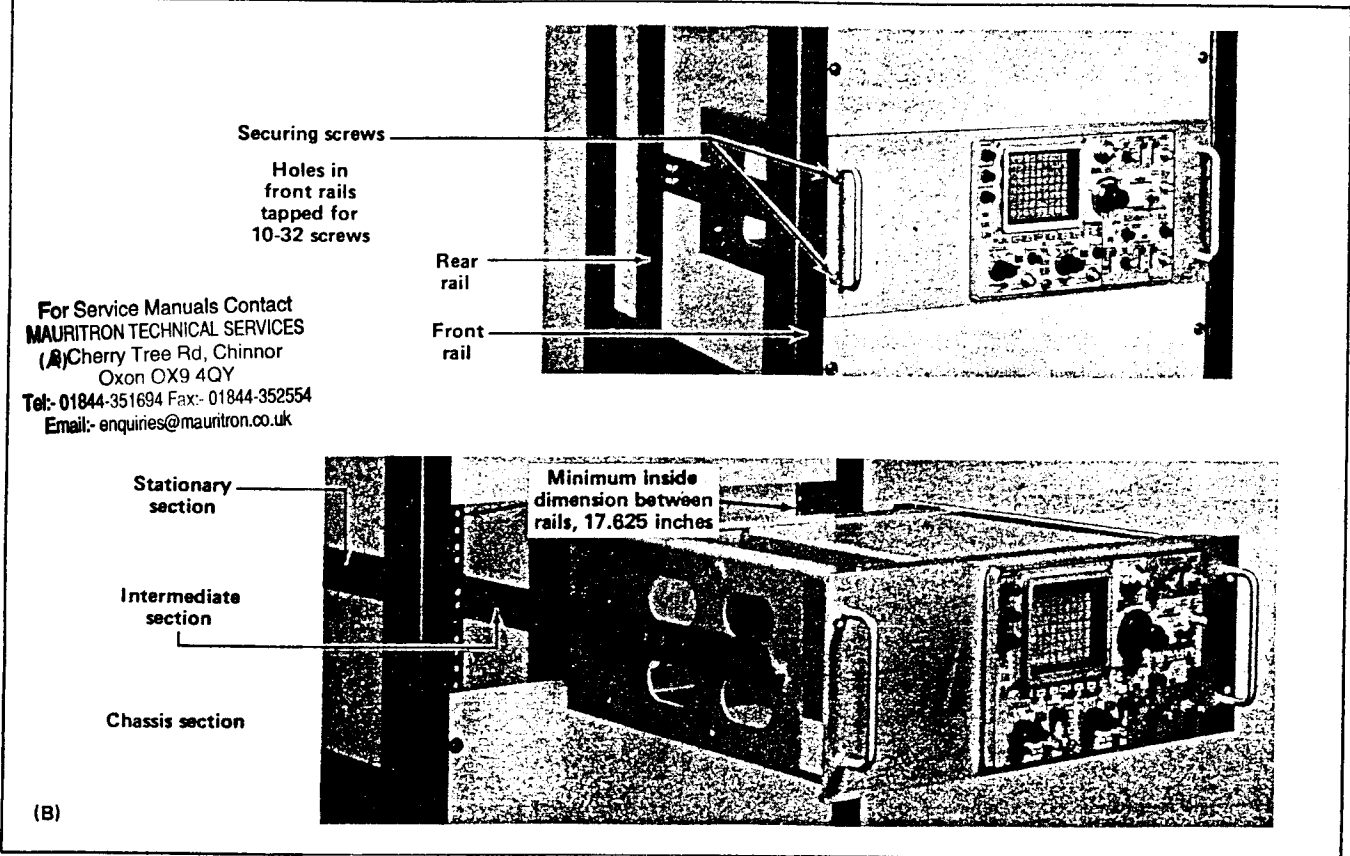 Securing screws
Holes in
front rails
tapped for
10-32 screws
Rear
rail
Front
rail
For Service Manuals Contact
MAURITRON TECHNICAL SERVICES
(A)Cherry Tree Rd, Chinnor
Oxon OX9 4QY
Tel:- 01844-351694 Fax:- 01844-352554
Email:- enquiries@mauritron.co.uk
Stationary
section
Minimum inside
dimension between
rails, 17.625 inches
Intermediate
section
Chassis section
(B)